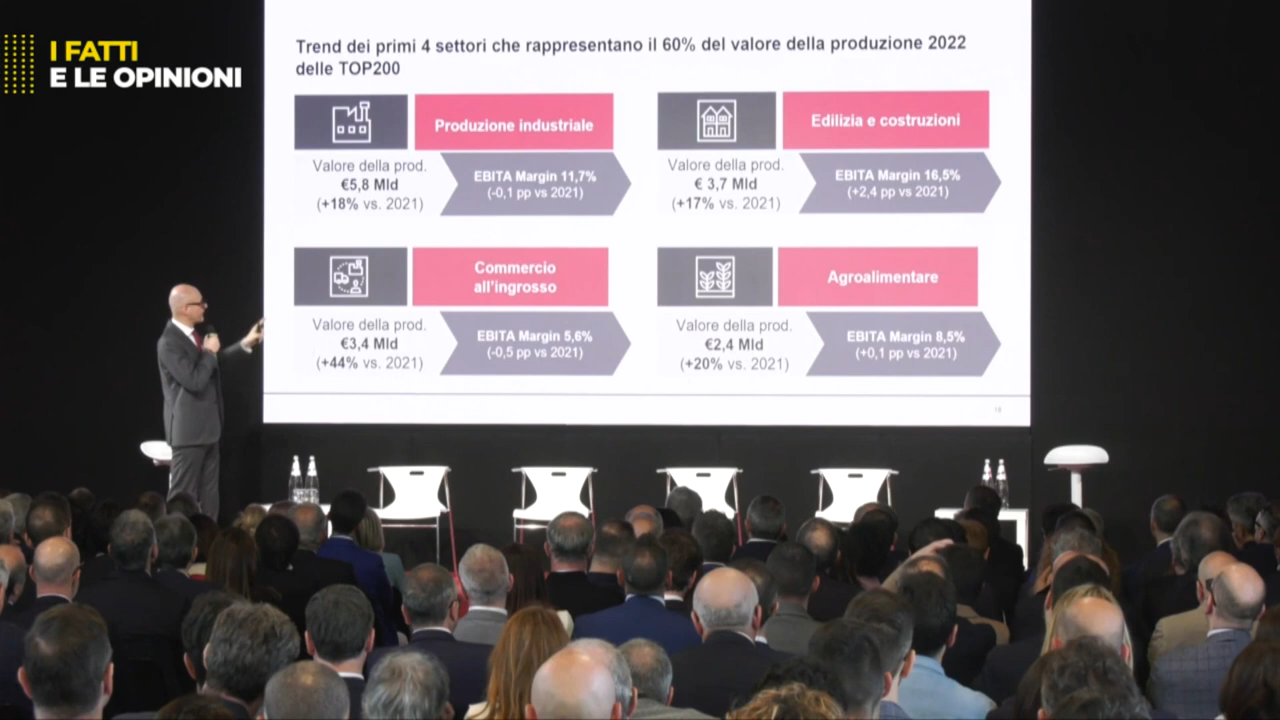 I FATTI
E LE OPINIONI
Trend dei primi 4 settori che rappresentano il 60% del valore della produzione 2022
delle TOP200
Produzione industriale
Valore della prod.
€5,8 Mld
(+18% vs. 2021)
EBITA Margin 11,7%
(-0,1 pp vs 2021)
Edilizia e costruzioni
Valore della prod.
€ 3,7 Mld
(+17% vs. 2021)
EBITA Margin 16,5%
(+2,4 pp vs 2021)
Commercio
all'ingrosso
Valore della prod.
€3,4 Mld
(+44% vs. 2021)
EBITA Margin 5,6%
(-0,5 pp vs 2021)
Agroalimentare
Valore della prod.
€2,4 Mld
(+20% vs. 2021)
EBITA Margin 8,5%
(+0,1 pp vs 2021)